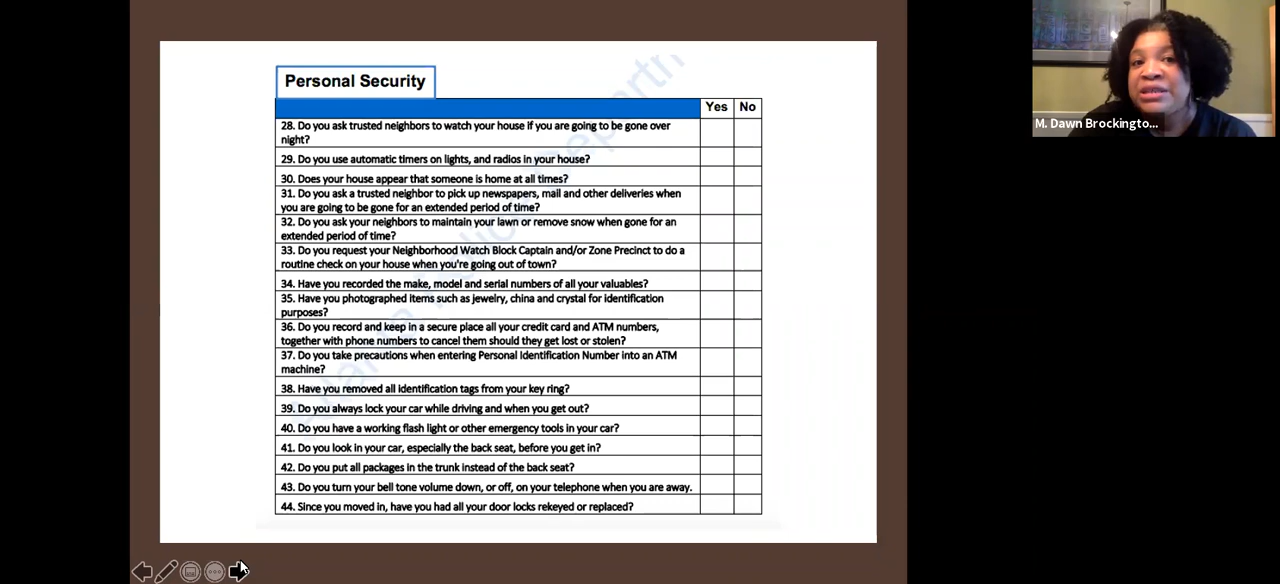 Personal Security
Yes No
28. Do you ask trusted neighbors to watch your house if you are going to be gone over
night?
29. Do you use automatic timers on lights, and radios in your house?
30. Does your house appear that someone is home at all times?
31. Do you ask a trusted neighbor to pick up newspapers, mail and other deliveries when
you are going to be gone for an extended period of time?
32. Do you ask your neighbors to maintain your lawn or remove snow when gone for an
extended period of time?
33. Do you request your Neighborhood Watch Block Captain and/or Zone Precinct to do a
routine check on your house when you're going out of town?
34. Have you recorded the make, model and serial numbers of all your valuables?
35. Have you photographed items such as jewelry, china and crystal for identification
purposes?
36. Do you record and keep in a secure place all your credit card and ATM numbers,
together with phone numbers to cancel them should they get lost or stolen?
37. Do you take precautions when entering Personal Identification Number into an ATM
machine?
38. Have you removed all identification tags from your key ring?
39. Do you always lock your car while driving and when you get out?
40. Do you have a working flash light or other emergency tools in your car?
41. Do you look in your car, especially the back seat, before you get in?
42. Do you put all packages in the trunk instead of the back seat?
43. Do you turn your bell tone volume down, or off, on your telephone when you are away.
44. Since you moved in, have you had all your door locks rekeyed or replaced?
M. Dawn Brockingto...